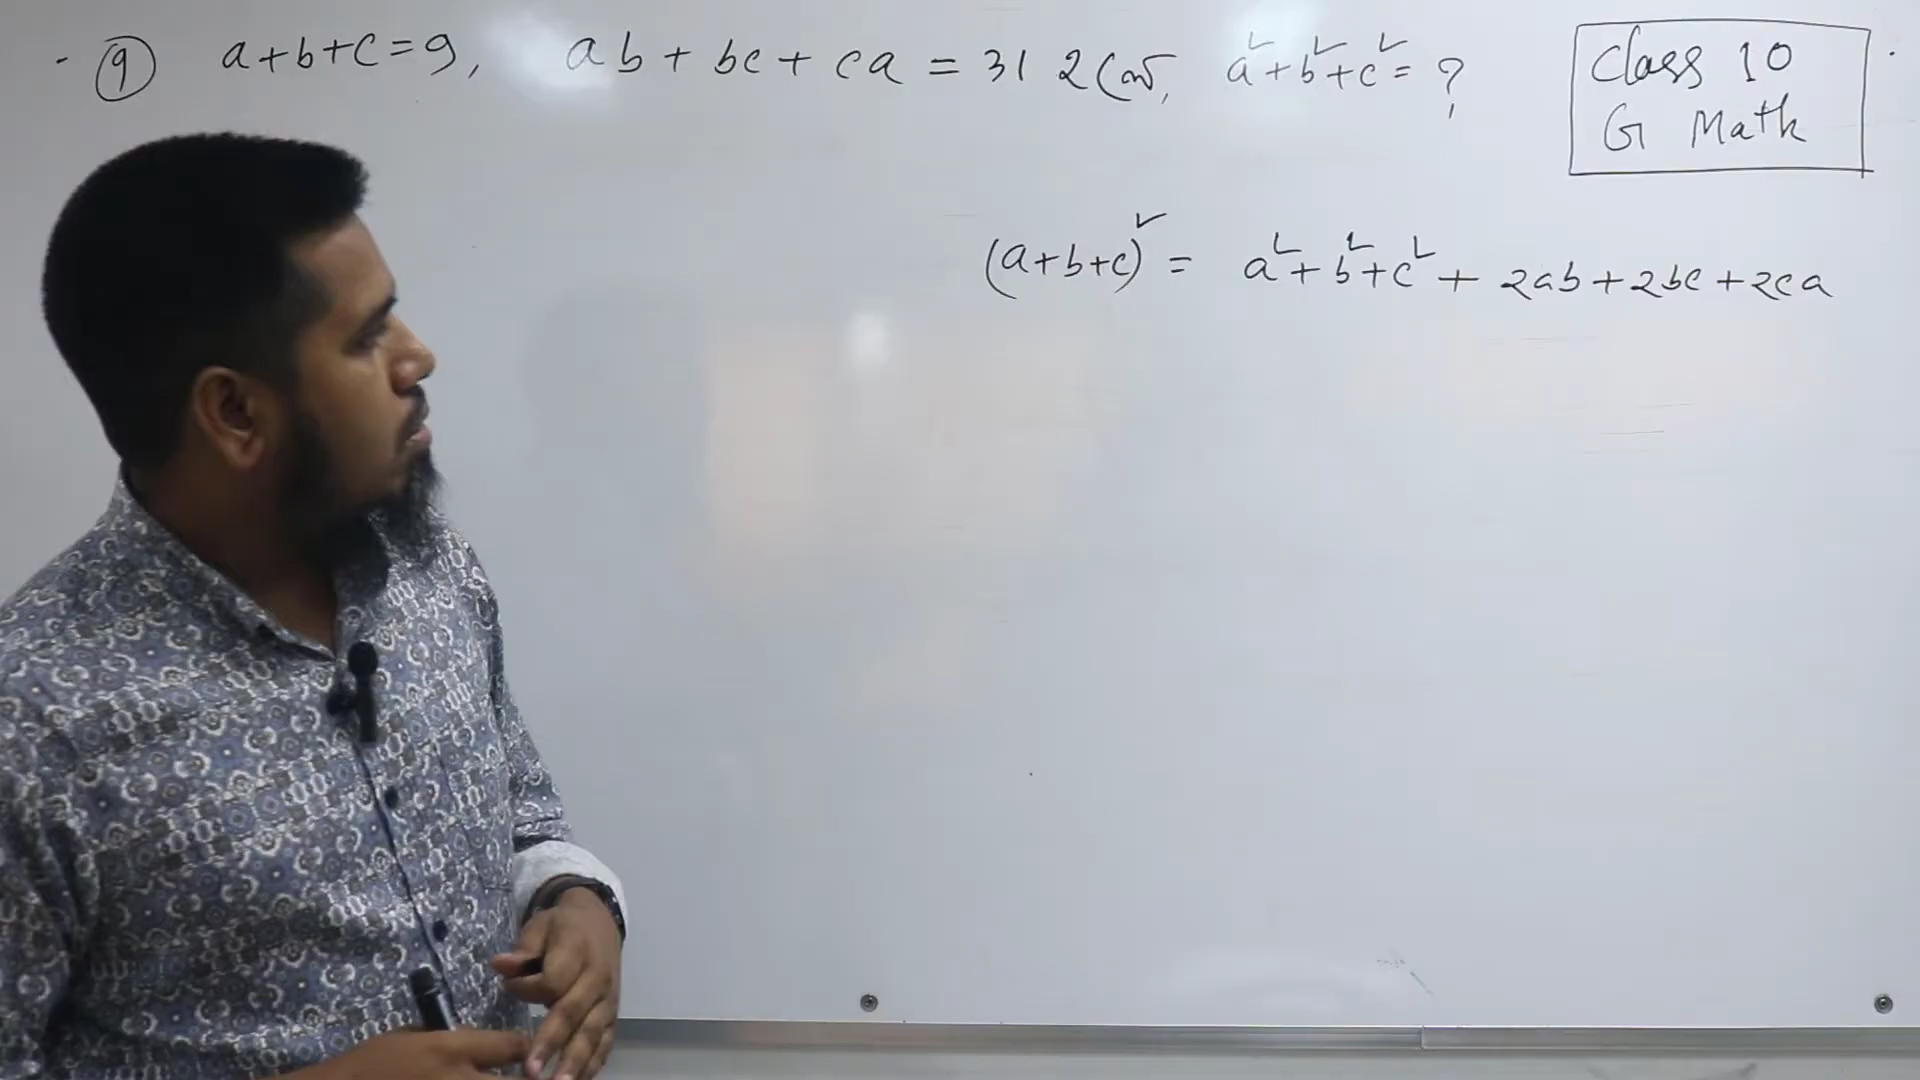 ৭ a+b+c=9, ab + bc + ca = 31 হলে, a²+b²+c² = ?
Class 10
G Math
(a+b+c)² = a²+b²+c² + 2ab+2bc+2ca